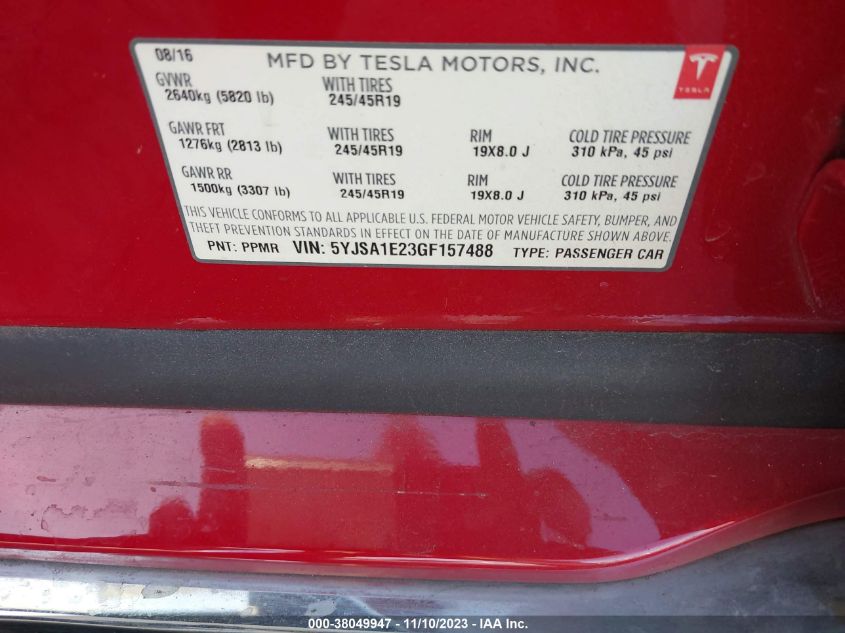 08/16 MFD BY TESLA MOTORS, INC.
TESLA
GVWR WITH TIRES
2640kg (5820 lb) 245/45R19
GAWR FRT WITH TIRES RIM COLD TIRE PRESSURE
1276kg (2813 lb) 245/45R19 19X8.0 J 310 kPa, 45 psi
GAWR RR WITH TIRES RIM COLD TIRE PRESSURE
1500kg (3307 lb) 245/45R19 19X8.0 J 310 kPa, 45 psi
THIS VEHICLE CONFORMS TO ALL APPLICABLE U.S. FEDERAL MOTOR VEHICLE SAFETY, BUMPER, AND
THEFT PREVENTION STANDARDS IN EFFECT ON THE DATE OF MANUFACTURE SHOWN ABOVE.
PNT: PPMR VIN: 5YJSA1E23GF157488 TYPE: PASSENGER CAR
000-38049947 - 11/10/2023 - IAA Inc.